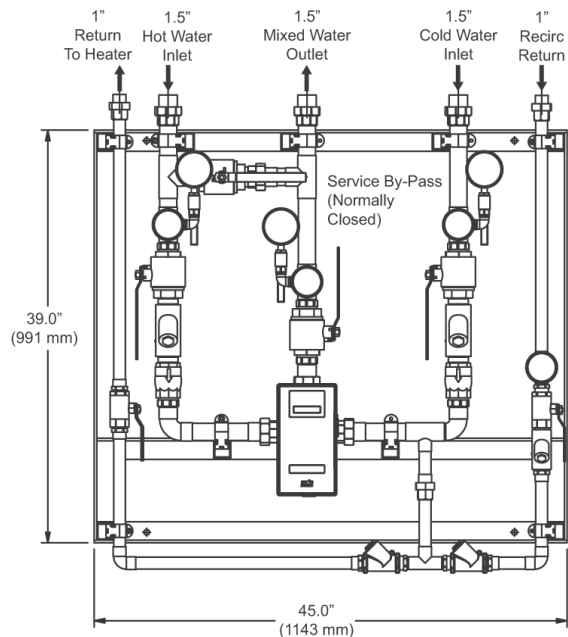 1”
Return
To Heater
1.5”
Hot Water
Inlet
1.5”
Mixed Water
Outlet
1.5”
Cold Water
Inlet
1”
Recirc
Return
Service By-Pass
(Normally
Closed)
39.0”
(991 mm)
45.0”
(1143 mm)